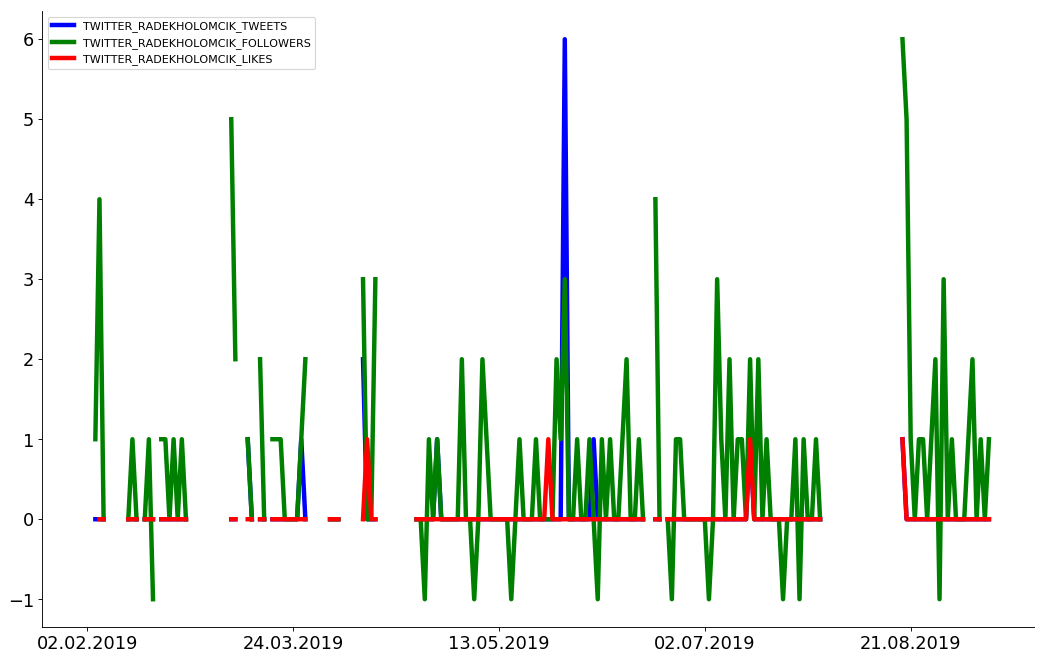 TWITTER_RADEKHOLOMCIK_TWEETS
TWITTER_RADEKHOLOMCIK_FOLLOWERS
TWITTER_RADEKHOLOMCIK_LIKES
6
5
4
3
2
1
0
−1
02.02.2019 24.03.2019 13.05.2019 02.07.2019 21.08.2019